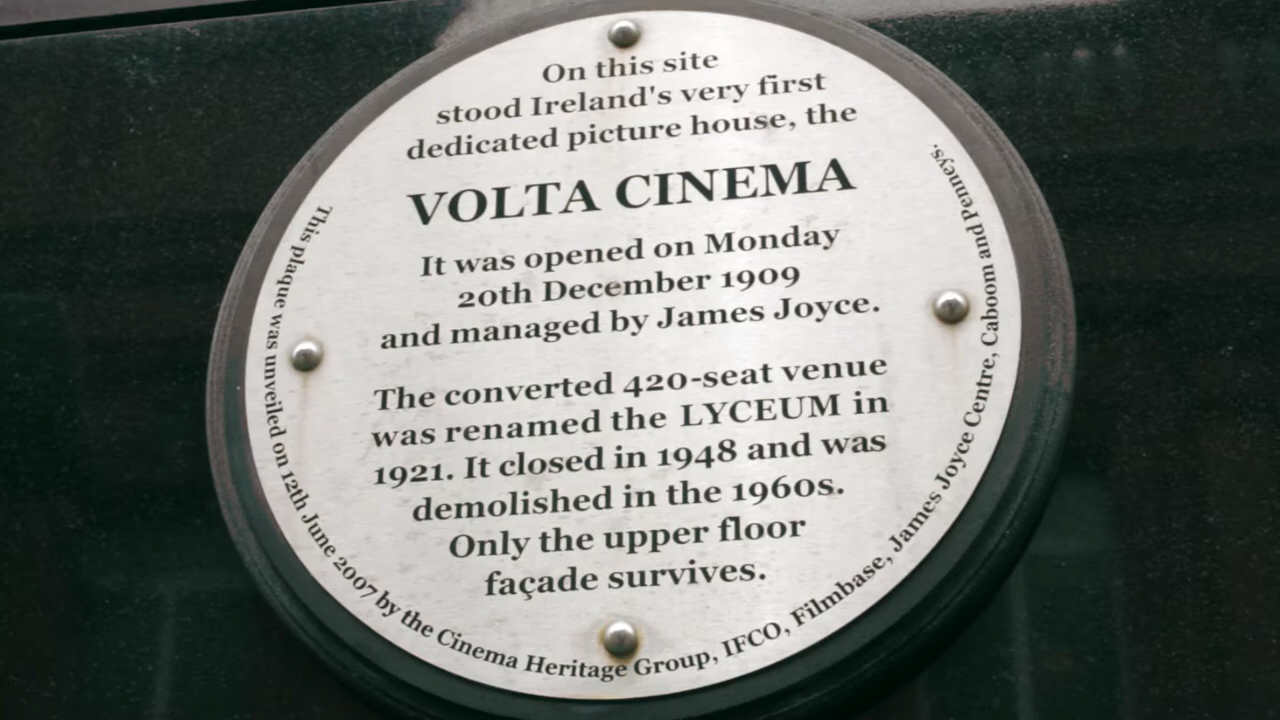 On this site
stood Ireland's very first
dedicated picture house, the
VOLTA CINEMA
It was opened on Monday
20th December 1909
and managed by James Joyce.
The converted 420-seat venue
was renamed the LYCEUM in
1921. It closed in 1948 and was
demolished in the 1960s.
Only the upper floor
façade survives.
This plaque was unveiled on 12th June 2007 by the Cinema Heritage Group, IFCO, Filmbase, James Joyce Centre, Caboom and Penneys.